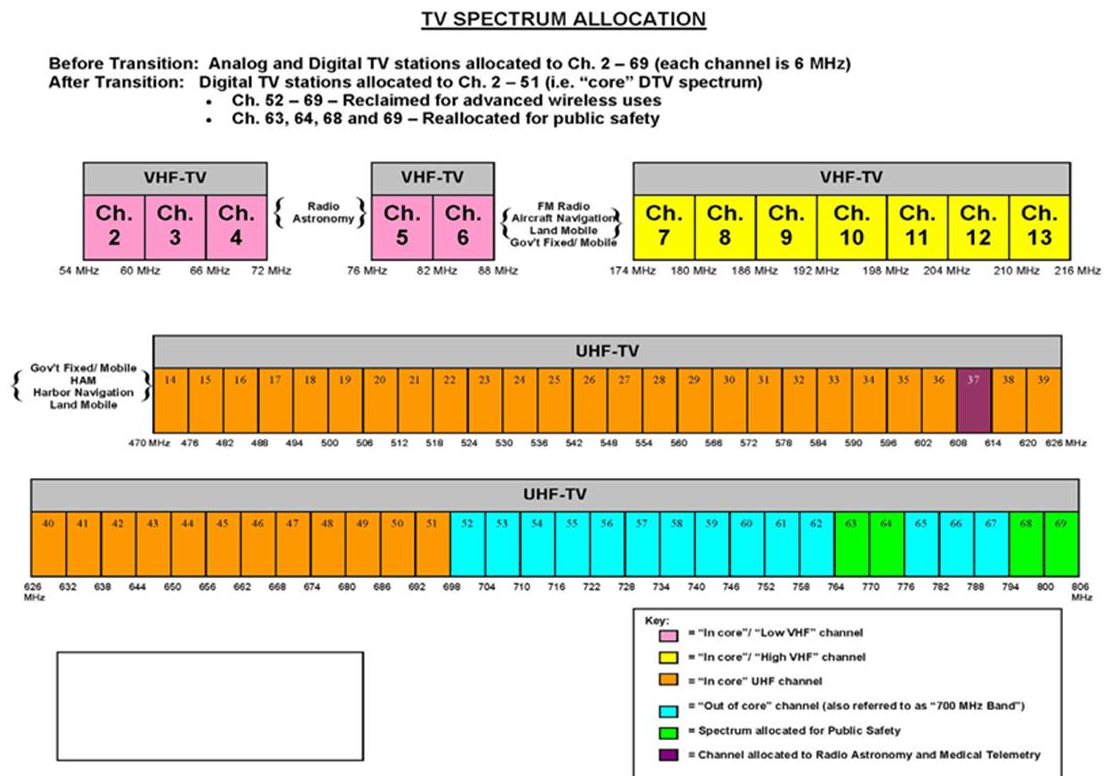 TV SPECTRUM ALLOCATION
Before Transition: Analog and Digital TV stations allocated to Ch. 2 – 69 (each channel is 6 MHz)
After Transition: Digital TV stations allocated to Ch. 2 – 51 (i.e. “core” DTV spectrum)
• Ch. 52 – 69 – Reclaimed for advanced wireless uses
• Ch. 63, 64, 68 and 69 – Reallocated for public safety
VHF-TV
Ch. 2 Ch. 3 Ch. 4
54 MHz 60 MHz 66 MHz 72 MHz
Radio
Astronomy
VHF-TV
Ch. 5 Ch. 6
76 MHz 82 MHz 88 MHz
FM Radio
Aircraft Navigation
Land Mobile
Gov't Fixed/ Mobile
VHF-TV
Ch. 7 Ch. 8 Ch. 9 Ch. 10 Ch. 11 Ch. 12 Ch. 13
174 MHz 180 MHz 186 MHz 192 MHz 198 MHz 204 MHz 210 MHz 216 MHz
Gov't Fixed/ Mobile
HAM
Harbor Navigation
Land Mobile
UHF-TV
14 15 16 17 18 19 20 21 22 23 24 25 26 27 28 29 30 31 32 33 34 35 36 37 38 39
470 MHz 476 482 488 494 500 506 512 518 524 530 536 542 548 554 560 566 572 578 584 590 596 602 608 614 620 626 MHz
UHF-TV
40 41 42 43 44 45 46 47 48 49 50 51 52 53 54 55 56 57 58 59 60 61 62 63 64 65 66 67 68 69
626 MHz 632 638 644 650 656 662 668 674 680 686 692 698 704 710 716 722 728 734 740 746 752 758 764 770 776 782 788 794 800 806 MHz
Key:
= “In core”/ “Low VHF” channel
= “In core”/ “High VHF” channel
= “In core” UHF channel
= “Out of core” channel (also referred to as “700 MHz Band”)
= Spectrum allocated for Public Safety
= Channel allocated to Radio Astronomy and Medical Telemetry